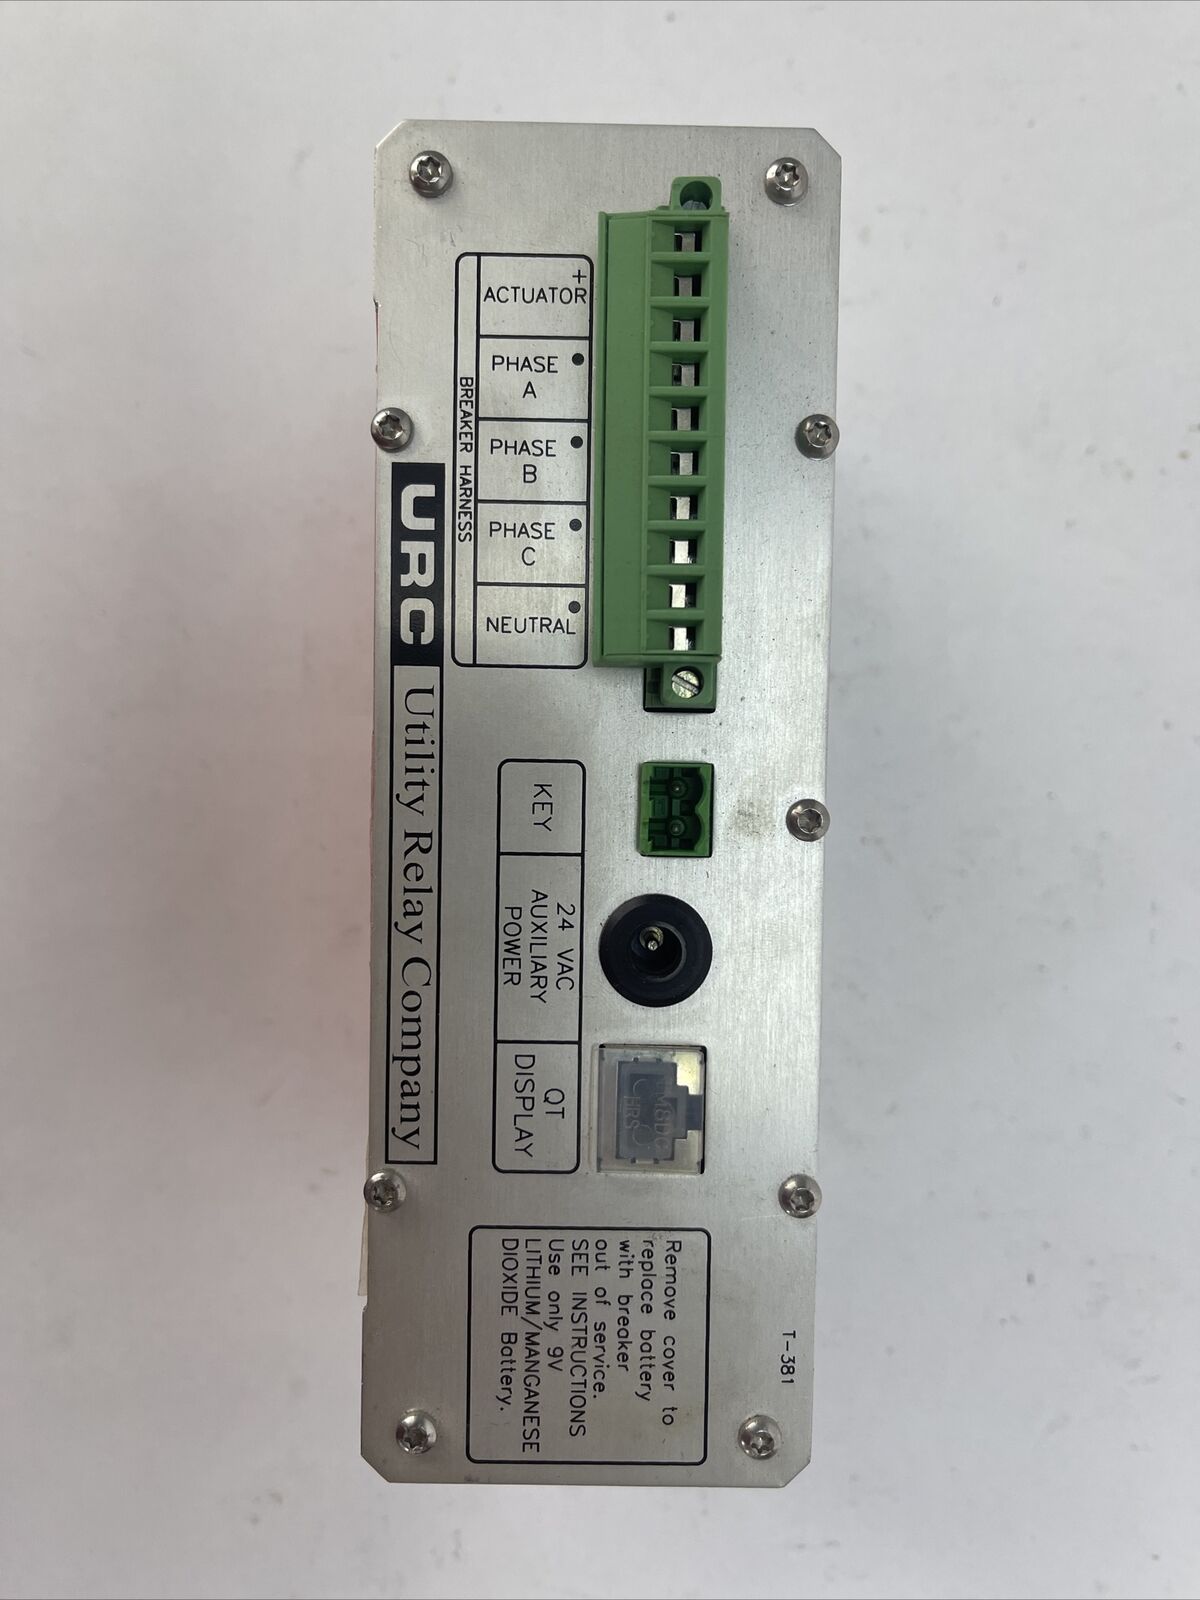 +
ACTUATOR
PHASE
A
PHASE
B
PHASE
C
NEUTRAL
BREAKER HARNESS
URC Utility Relay Company
KEY
24 VAC
AUXILIARY
POWER
QT
DISPLAY
Remove cover to
replace battery
with breaker
out of service.
SEE INSTRUCTIONS
Use only 9V
LITHIUM/MANGANESE
DIOXIDE Battery.
T-381
HRS